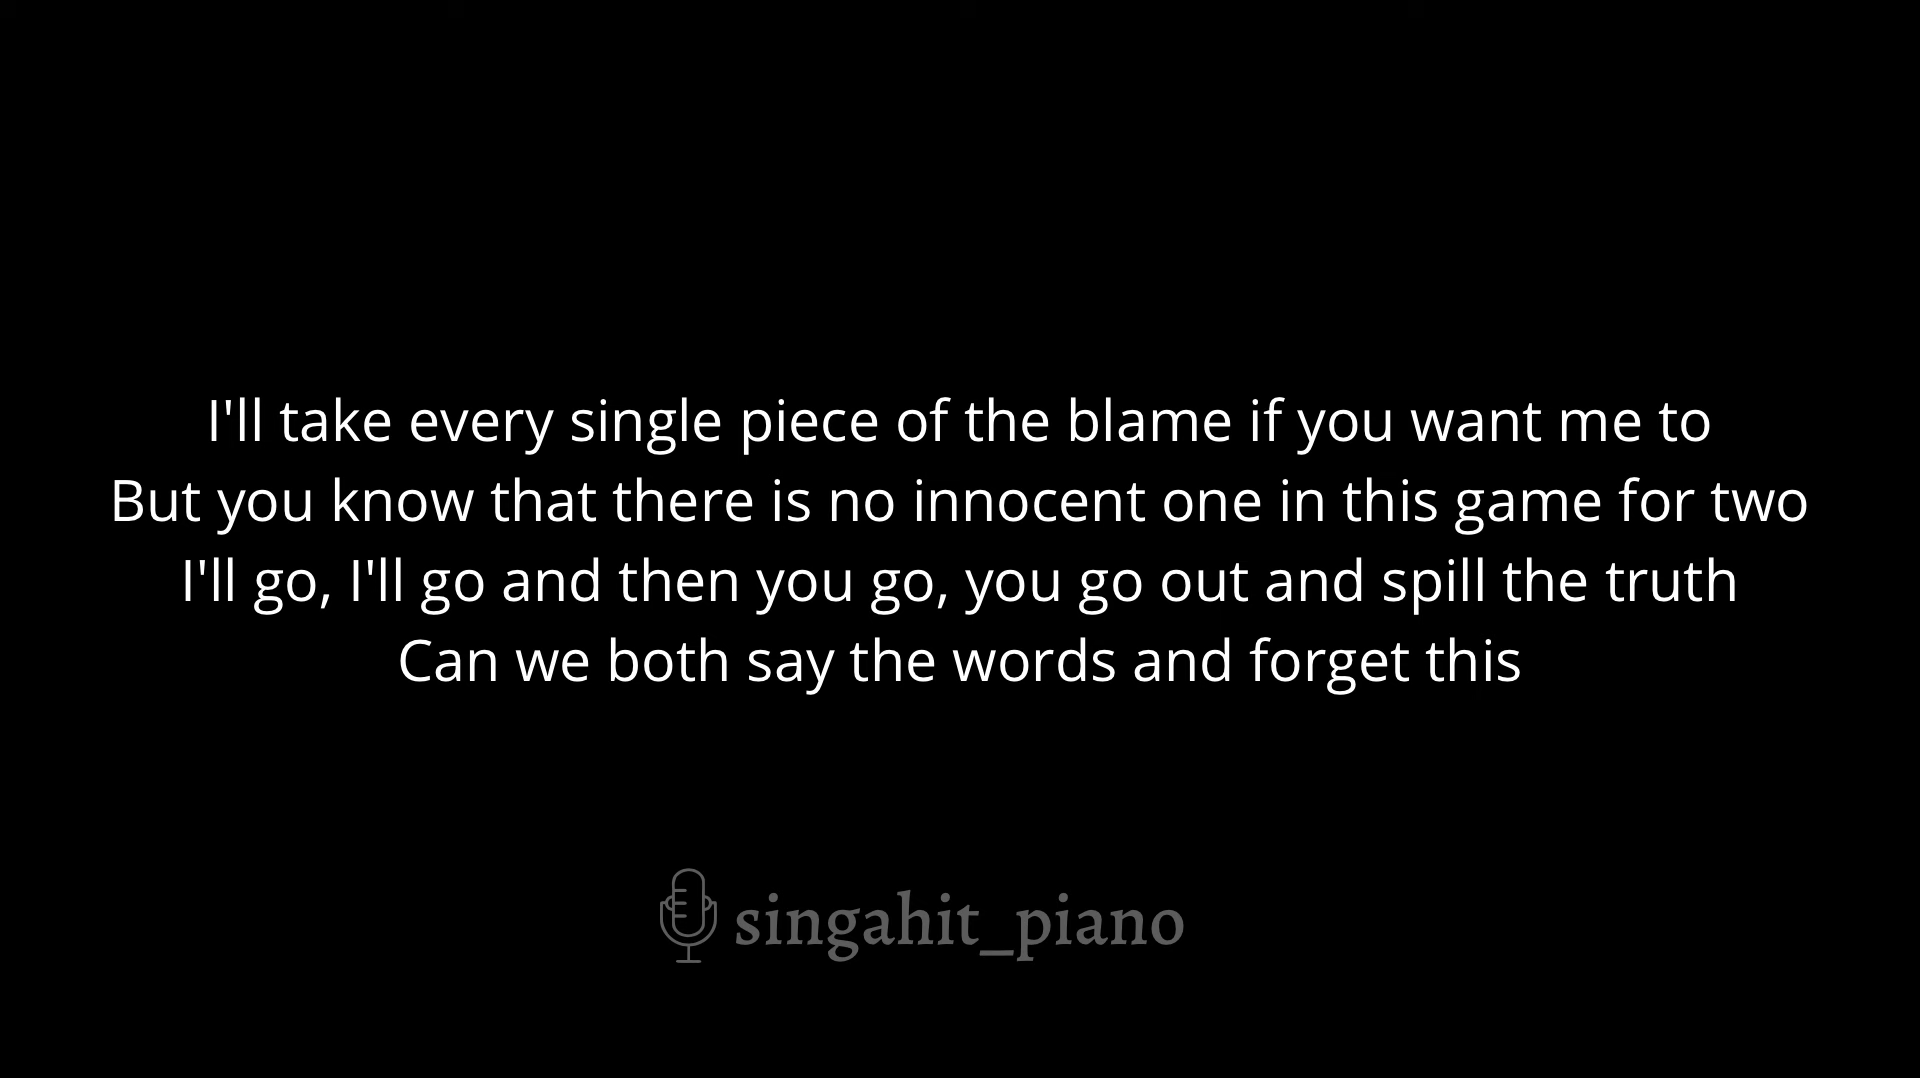 I'll take every single piece of the blame if you want me to
But you know that there is no innocent one in this game for two
I'll go, I'll go and then you go, you go out and spill the truth
Can we both say the words and forget this
singahit_piano